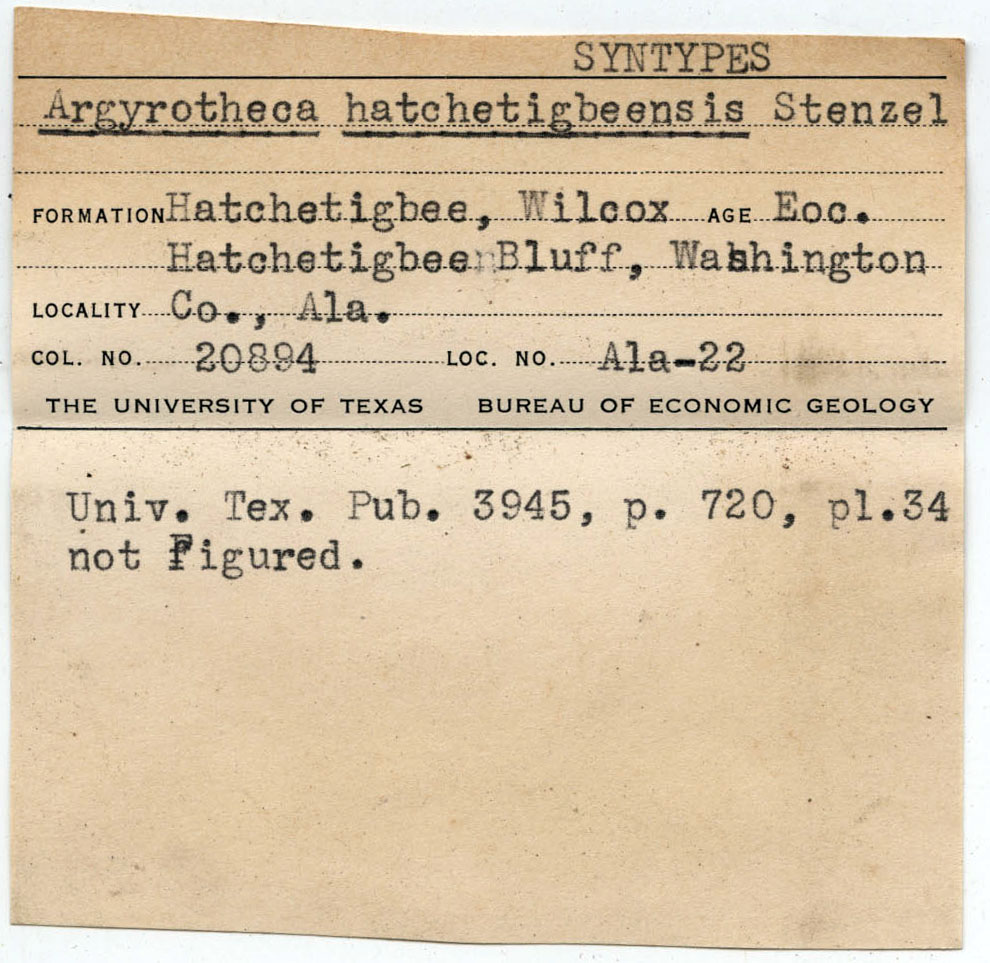 SYNTYPES
Argyrotheca hatchetigbeensis Stenzel
FORMATION Hatchetigbee, Wilcox AGE Eoc.
Hatchetigbee Bluff, Washington
LOCALITY Co., Ala.
COL. NO. 20894 LOC. NO. Ala-22
THE UNIVERSITY OF TEXAS BUREAU OF ECONOMIC GEOLOGY
Univ. Tex. Pub. 3945, p. 720, pl.34
not Figured.